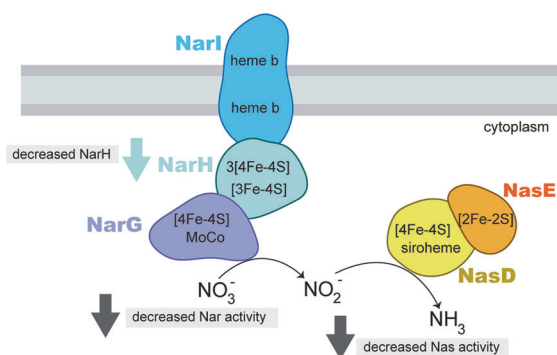 NarI
heme b
heme b
cytoplasm
decreased NarH
NarH
3[4Fe-4S]
[3Fe-4S]
NarG
[4Fe-4S]
MoCo
NasE
[2Fe-2S]
[4Fe-4S]
siroheme
NasD
NO₃⁻
NO₂⁻
NH₃
decreased Nar activity
decreased Nas activity